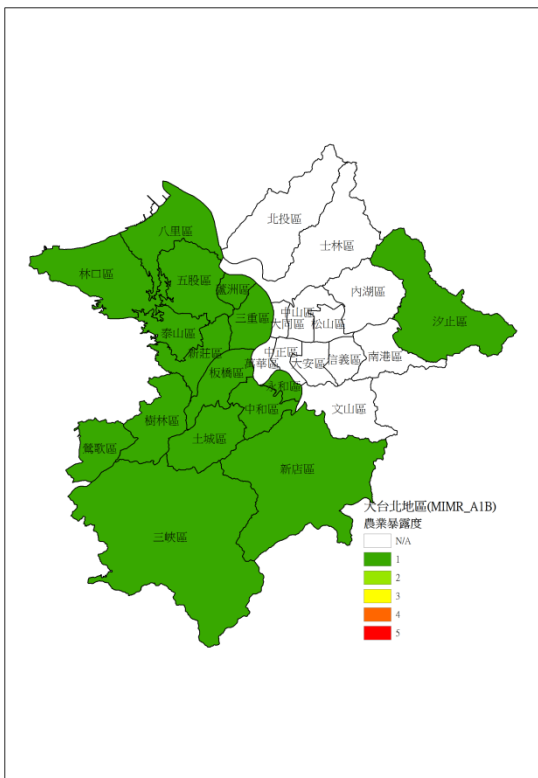 北投區
士林區
八里區
林口區
五股區
蘆洲區
內湖區
汐止區
三重區
中山區
大同區
松山區
泰山區
新莊區
中正區
萬華區
大安區
信義區
南港區
板橋區
永和區
中和區
文山區
樹林區
土城區
鶯歌區
新店區
三峽區
大台北地區(MIMR_A1B)
農業暴露度
N/A
1
2
3
4
5